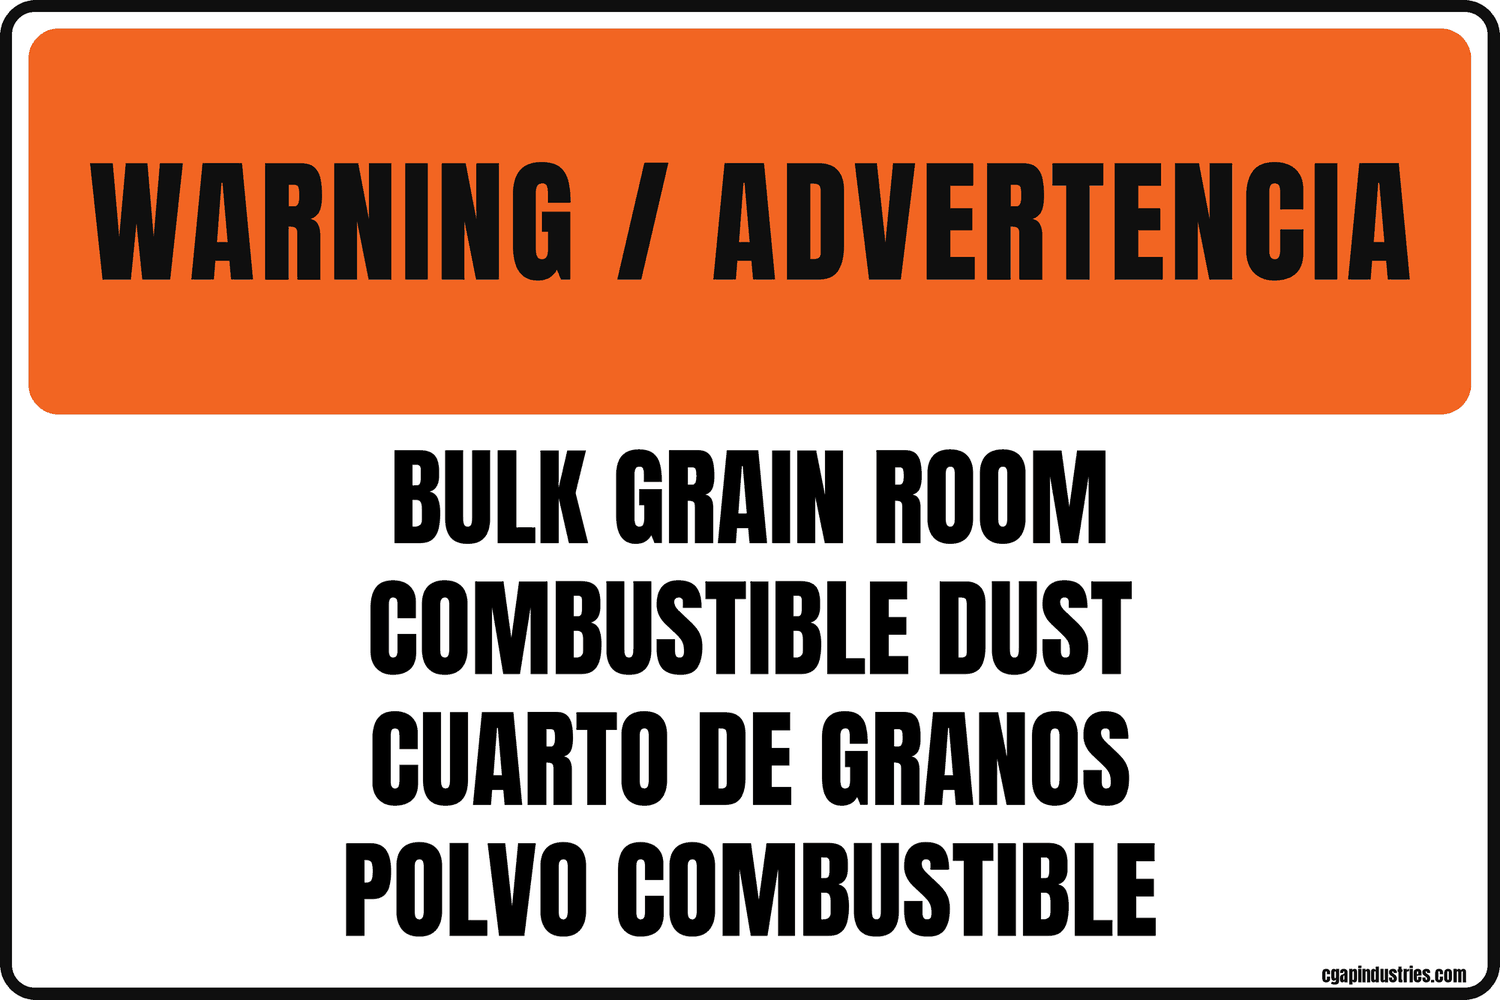 WARNING / ADVERTENCIA
BULK GRAIN ROOM
COMBUSTIBLE DUST
CUARTO DE GRANOS
POLVO COMBUSTIBLE
cgapindustries.com